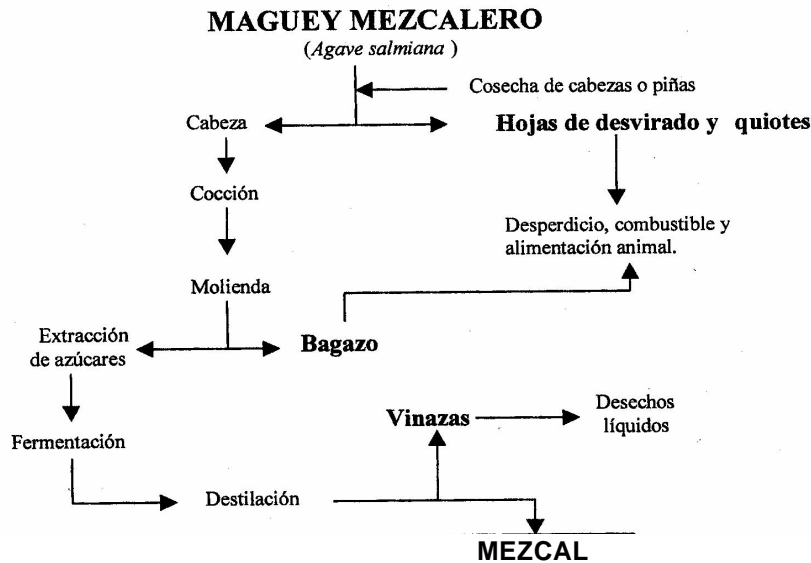 MAGUEY MEZCALERO
(Agave salmiana )
Cosecha de cabezas o piñas
Cabeza
Hojas de desvirado y quiotes
Cocción
Desperdicio, combustible y
alimentación animal.
Molienda
Extracción
de azúcares
Bagazo
Vinazas
Desechos
líquidos
Fermentación
Destilación
MEZCAL